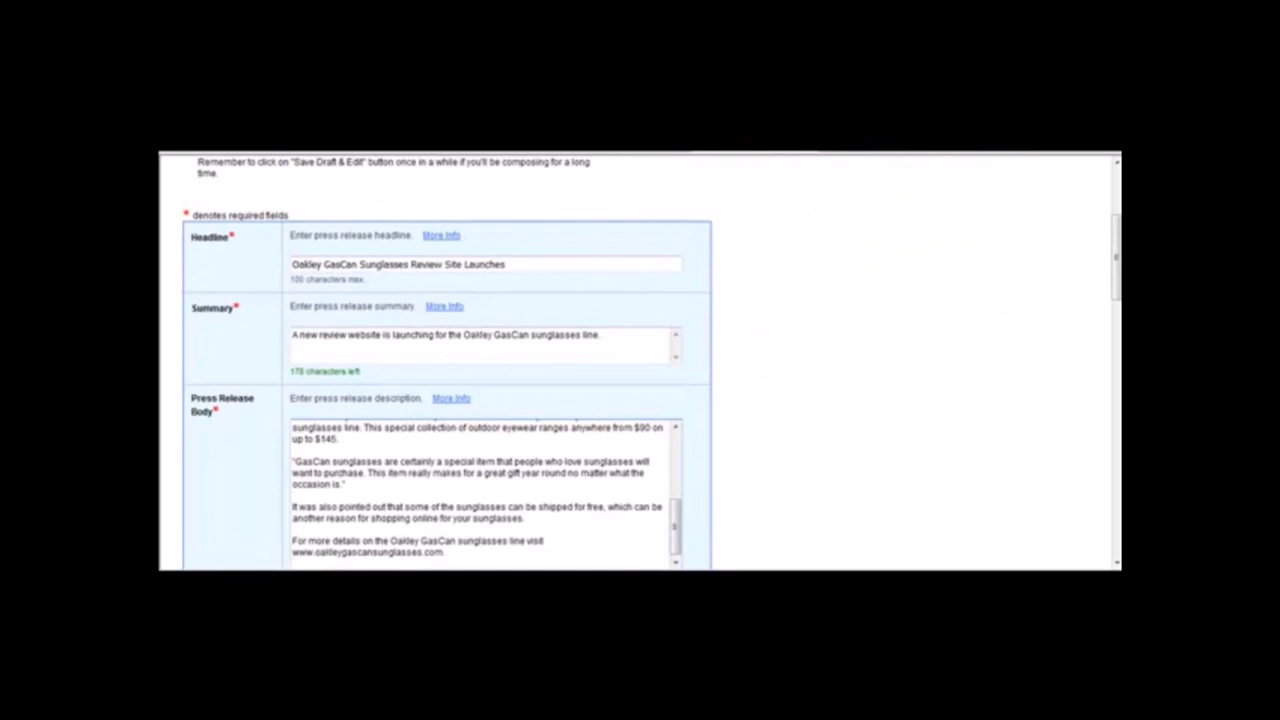 Remember to click on "Save Draft & Edit" button once in a while if you'll be composing for a long
time.
* denotes required fields
Headline*
Enter press release headline. More Info
Oakley GasCan Sunglasses Review Site Launches
100 characters max.
Summary*
Enter press release summary. More Info
A new review website is launching for the Oakley GasCan sunglasses line.
178 characters left
Press Release
Body*
Enter press release description. More Info
sunglasses line. This special collection of outdoor eyewear ranges anywhere from $90 on
up to $145.
"GasCan sunglasses are certainly a special item that people who love sunglasses will
want to purchase. This item really makes for a great gift year round no matter what the
occasion is."
It was also pointed out that some of the sunglasses can be shipped for free, which can be
another reason for shopping online for your sunglasses.
For more details on the Oakley GasCan sunglasses line visit
www.oakleygascansunglasses.com.